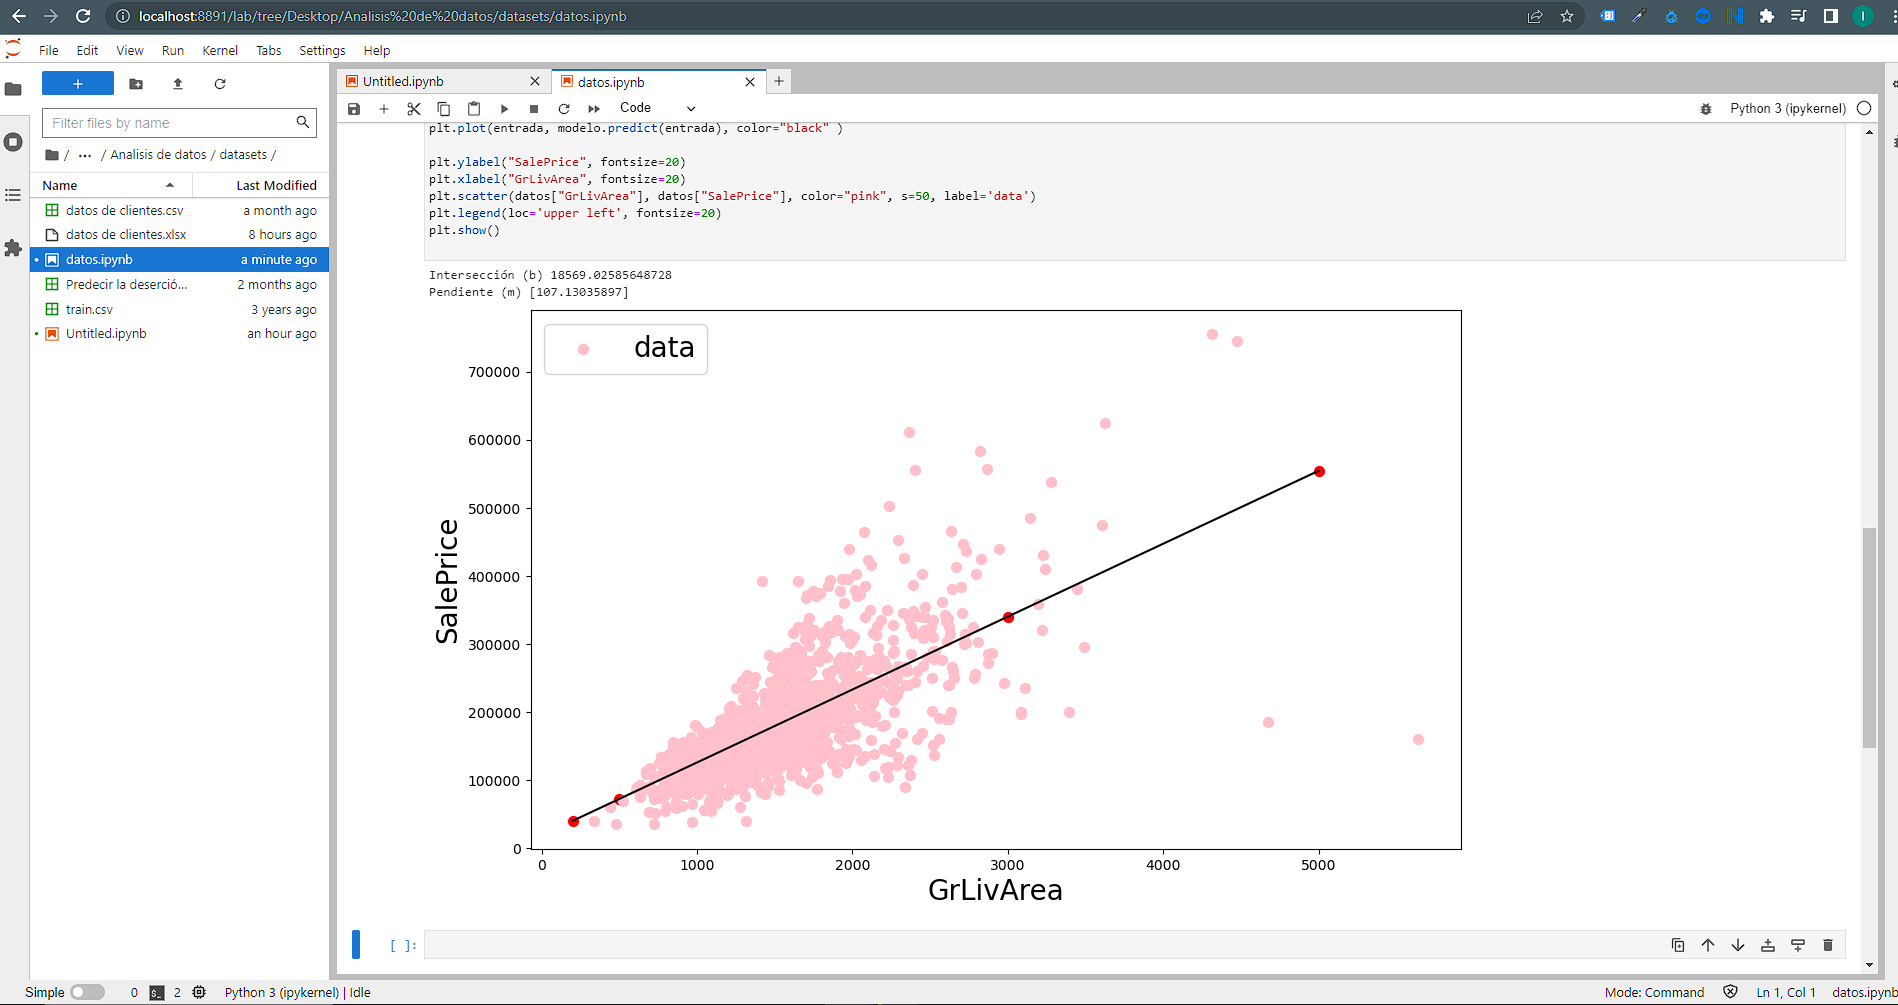 localhost:8891/lab/tree/Desktop/Analisis%20de%20datos/datasets/datos.ipynb
I
File Edit View Run Kernel Tabs Settings Help
+
Filter files by name
/ ... / Analisis de datos / datasets /
Name Last Modified
datos de clientes.csv a month ago
datos de clientes.xlsx 8 hours ago
datos.ipynb a minute ago
Predecir la deserció... 2 months ago
train.csv 3 years ago
Untitled.ipynb an hour ago
Untitled.ipynb
datos.ipynb
Code
Python 3 (ipykernel)
plt.plot(entrada, modelo.predict(entrada), color="black" )
plt.ylabel("SalePrice", fontsize=20)
plt.xlabel("GrLivArea", fontsize=20)
plt.scatter(datos["GrLivArea"], datos["SalePrice"], color="pink", s=50, label='data')
plt.legend(loc='upper left', fontsize=20)
plt.show()
Intersección (b) 18569.02585648728
Pendiente (m) [107.13035897]
data
700000
600000
500000
400000
300000
200000
100000
0
SalePrice
0 1000 2000 3000 4000 5000
GrLivArea
[ ]:
Simple 0 2 Python 3 (ipykernel) | Idle
Mode: Command Ln 1, Col 1 datos.ipynb